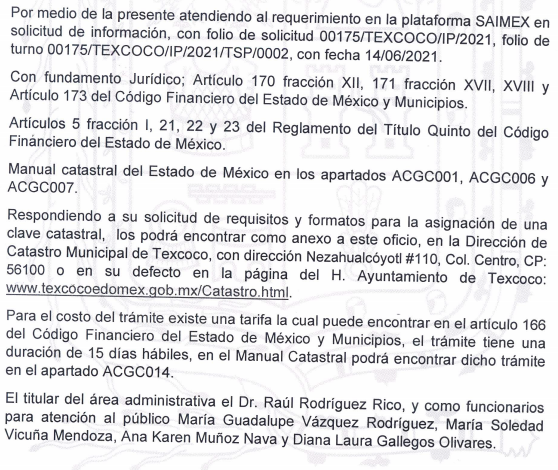 Por medio de la presente atendiendo al requerimiento en la plataforma SAIMEX en
solicitud de información, con folio de solicitud 00175/TEXCOCO/IP/2021, folio de
turno 00175/TEXCOCO/IP/2021/TSP/0002, con fecha 14/06/2021.
Con fundamento Jurídico; Artículo 170 fracción XII, 171 fracción XVII, XVIII y
Artículo 173 del Código Financiero del Estado de México y Municipios.
Artículos 5 fracción I, 21, 22 y 23 del Reglamento del Título Quinto del Código
Financiero del Estado de México.
Manual catastral del Estado de México en los apartados ACGC001, ACGC006 y
ACGC007.
Respondiendo a su solicitud de requisitos y formatos para la asignación de una
clave catastral, los podrá encontrar como anexo a este oficio, en la Dirección de
Catastro Municipal de Texcoco, con dirección Nezahualcóyotl #110, Col. Centro, CP:
56100 o en su defecto en la página del H. Ayuntamiento de Texcoco:
www.texcocoedomex.gob.mx/Catastro.html.
Para el costo del trámite existe una tarifa la cual puede encontrar en el artículo 166
del Código Financiero del Estado de México y Municipios, el trámite tiene una
duración de 15 días hábiles, en el Manual Catastral podrá encontrar dicho trámite
en el apartado ACGC014.
El titular del área administrativa el Dr. Raúl Rodríguez Rico, y como funcionarios
para atención al público María Guadalupe Vázquez Rodríguez, María Soledad
Vicuña Mendoza, Ana Karen Muñoz Nava y Diana Laura Gallegos Olivares.